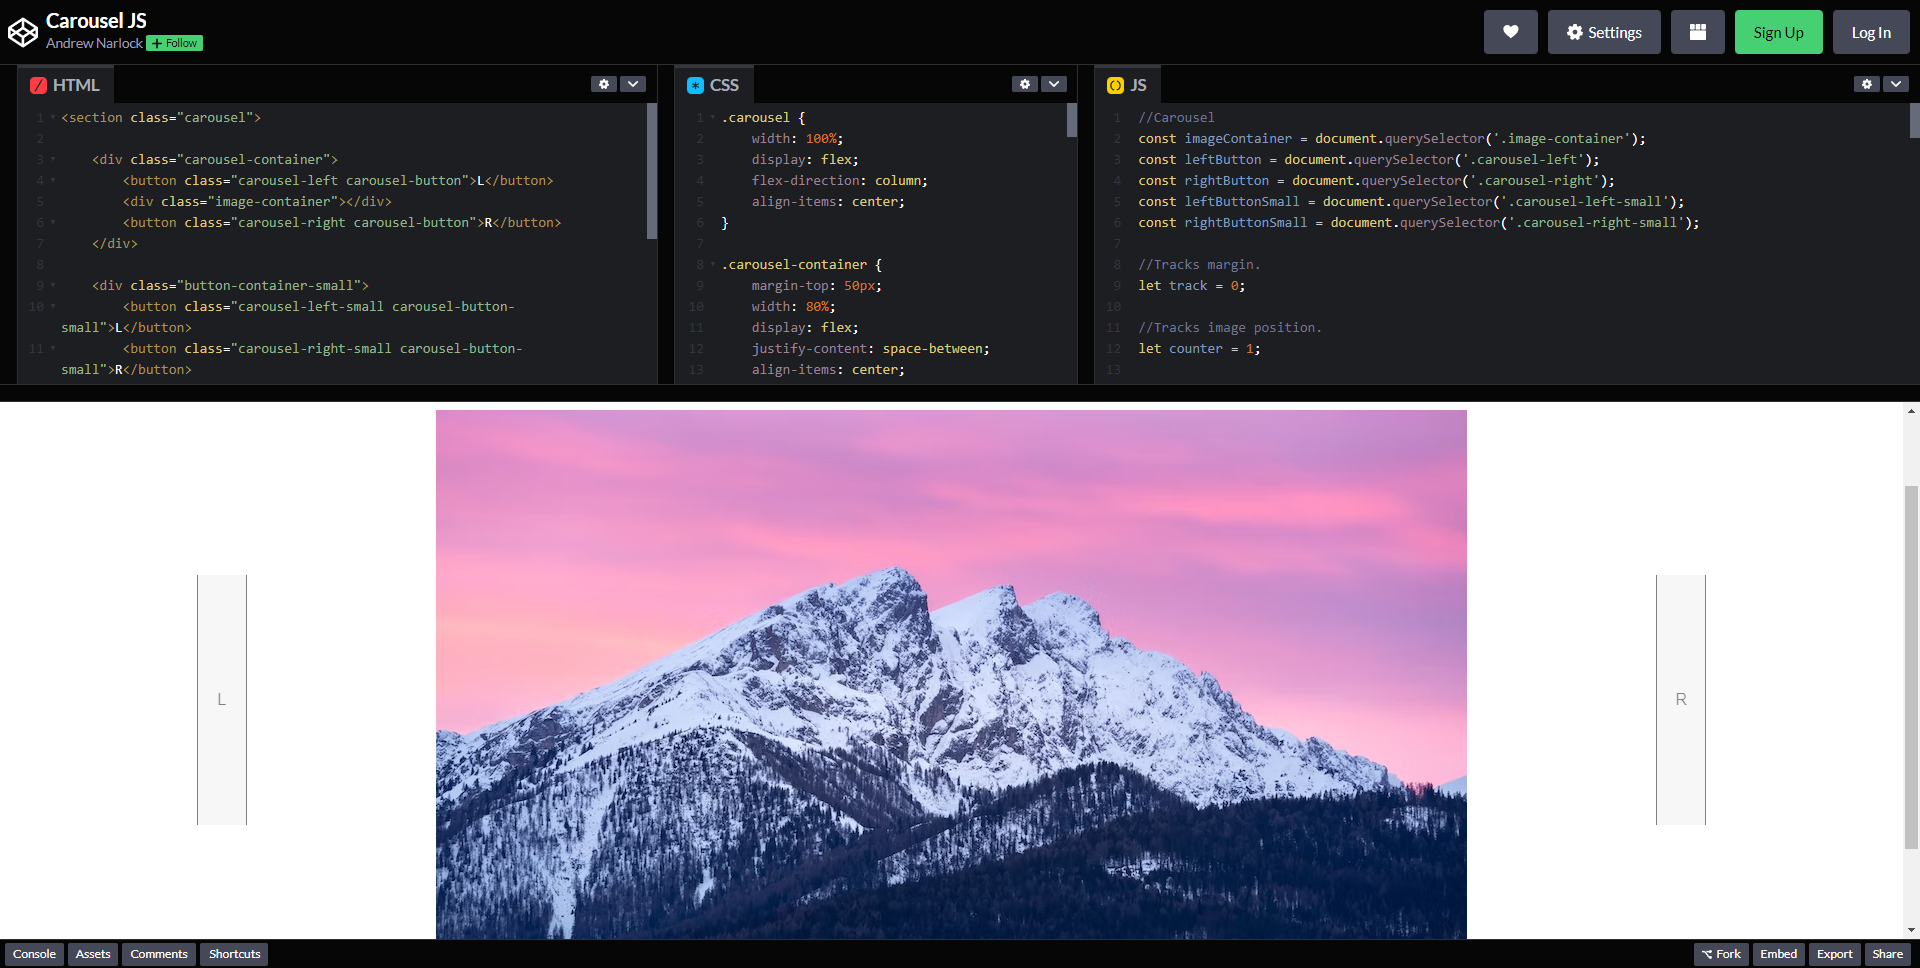 Carousel JS
Andrew Narlock + Follow
Settings
Sign Up
Log In
HTML
1 <section class="carousel">
2
3 <div class="carousel-container">
4 <button class="carousel-left carousel-button">L</button>
5 <div class="image-container"></div>
6 <button class="carousel-right carousel-button">R</button>
7 </div>
8
9 <div class="button-container-small">
10 <button class="carousel-left-small carousel-button-
small">L</button>
11 <button class="carousel-right-small carousel-button-
small">R</button>
CSS
1 .carousel {
2 width: 100%;
3 display: flex;
4 flex-direction: column;
5 align-items: center;
6 }
7
8 .carousel-container {
9 margin-top: 50px;
10 width: 80%;
11 display: flex;
12 justify-content: space-between;
13 align-items: center;
JS
1 //Carousel
2 const imageContainer = document.querySelector('.image-container');
3 const leftButton = document.querySelector('.carousel-left');
4 const rightButton = document.querySelector('.carousel-right');
5 const leftButtonSmall = document.querySelector('.carousel-left-small');
6 const rightButtonSmall = document.querySelector('.carousel-right-small');
7
8 //Tracks margin.
9 let track = 0;
10
11 //Tracks image position.
12 let counter = 1;
13
L
R
Console
Assets
Comments
Shortcuts
Fork
Embed
Export
Share